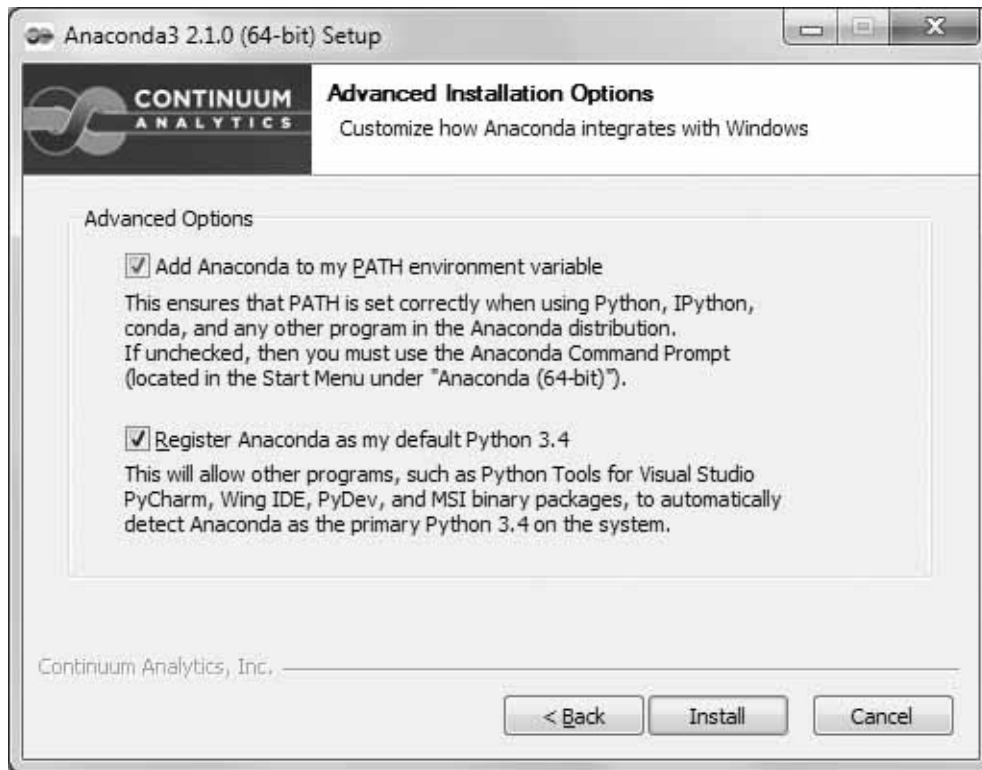 Anaconda3 2.1.0 (64-bit) Setup
CONTINUUM
ANALYTICS
Advanced Installation Options
Customize how Anaconda integrates with Windows
Advanced Options
Add Anaconda to my PATH environment variable
This ensures that PATH is set correctly when using Python, IPython,
conda, and any other program in the Anaconda distribution.
If unchecked, then you must use the Anaconda Command Prompt
(located in the Start Menu under "Anaconda (64-bit)").
Register Anaconda as my default Python 3.4
This will allow other programs, such as Python Tools for Visual Studio
PyCharm, Wing IDE, PyDev, and MSI binary packages, to automatically
detect Anaconda as the primary Python 3.4 on the system.
Continuum Analytics, Inc.
< Back
Install
Cancel